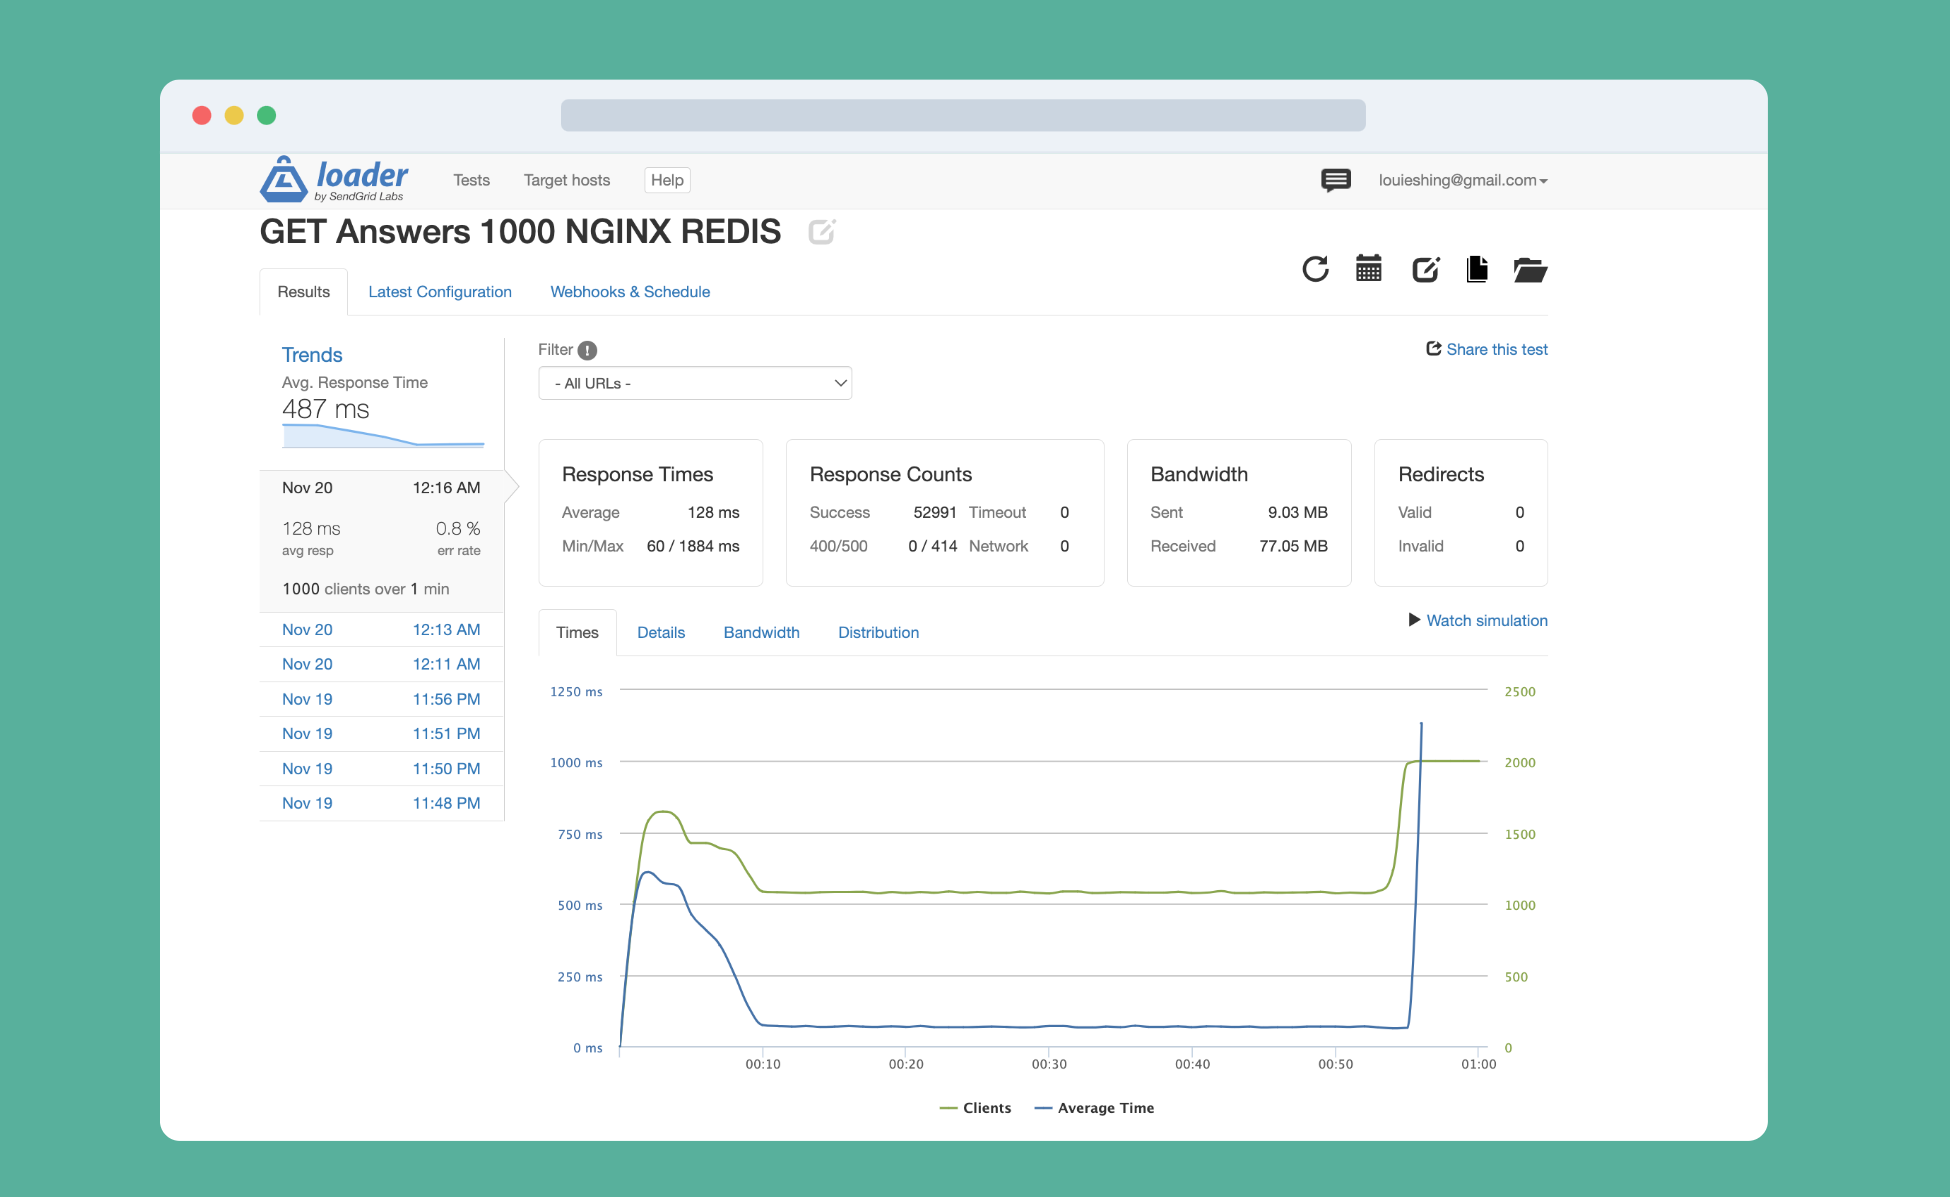 loader
by SendGrid Labs
Tests Target hosts Help louieshing@gmail.com
GET Answers 1000 NGINX REDIS
Results Latest Configuration Webhooks & Schedule
Trends
Avg. Response Time
487 ms
Nov 20 12:16 AM
128 ms 0.8 %
avg resp err rate
1000 clients over 1 min
Nov 20 12:13 AM
Nov 20 12:11 AM
Nov 19 11:56 PM
Nov 19 11:51 PM
Nov 19 11:50 PM
Nov 19 11:48 PM
Filter !
Share this test
- All URLs -
Response Times
Average 128 ms
Min/Max 60 / 1884 ms
Response Counts
Success 52991 Timeout 0
400/500 0 / 414 Network 0
Bandwidth
Sent 9.03 MB
Received 77.05 MB
Redirects
Valid 0
Invalid 0
Times Details Bandwidth Distribution
Watch simulation
1250 ms 2500
1000 ms 2000
750 ms 1500
500 ms 1000
250 ms 500
0 ms 0
00:10 00:20 00:30 00:40 00:50 01:00
Clients Average Time